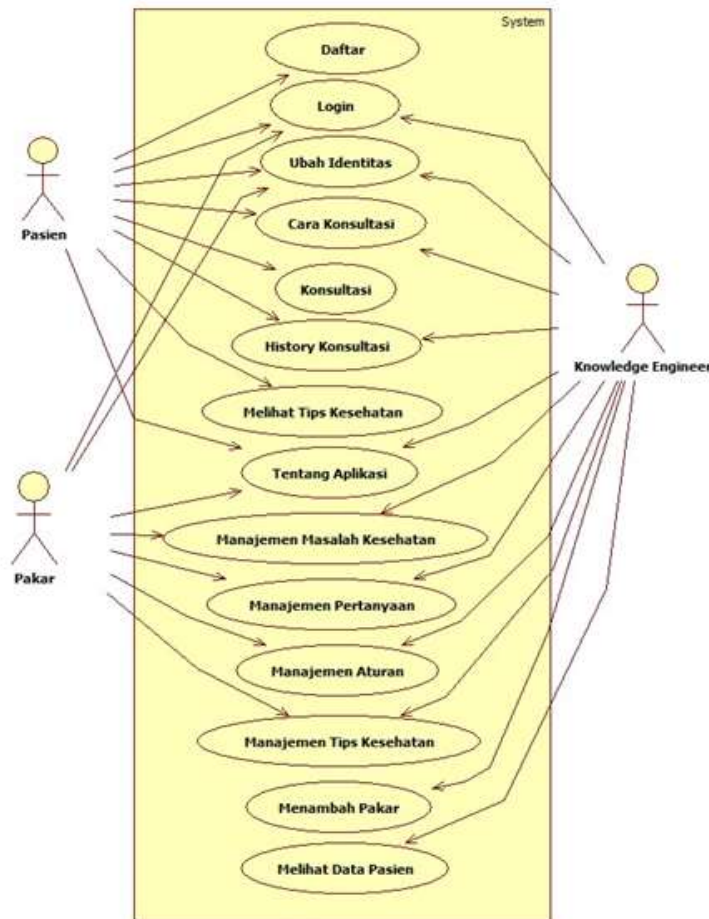 System
Daftar
Login
Ubah Identitas
Cara Konsultasi
Pasien
Konsultasi
History Konsultasi
Knowledge Engineer
Melihat Tips Kesehatan
Tentang Aplikasi
Manajemen Masalah Kesehatan
Pakar
Manajemen Pertanyaan
Manajemen Aturan
Manajemen Tips Kesehatan
Menambah Pakar
Melihat Data Pasien